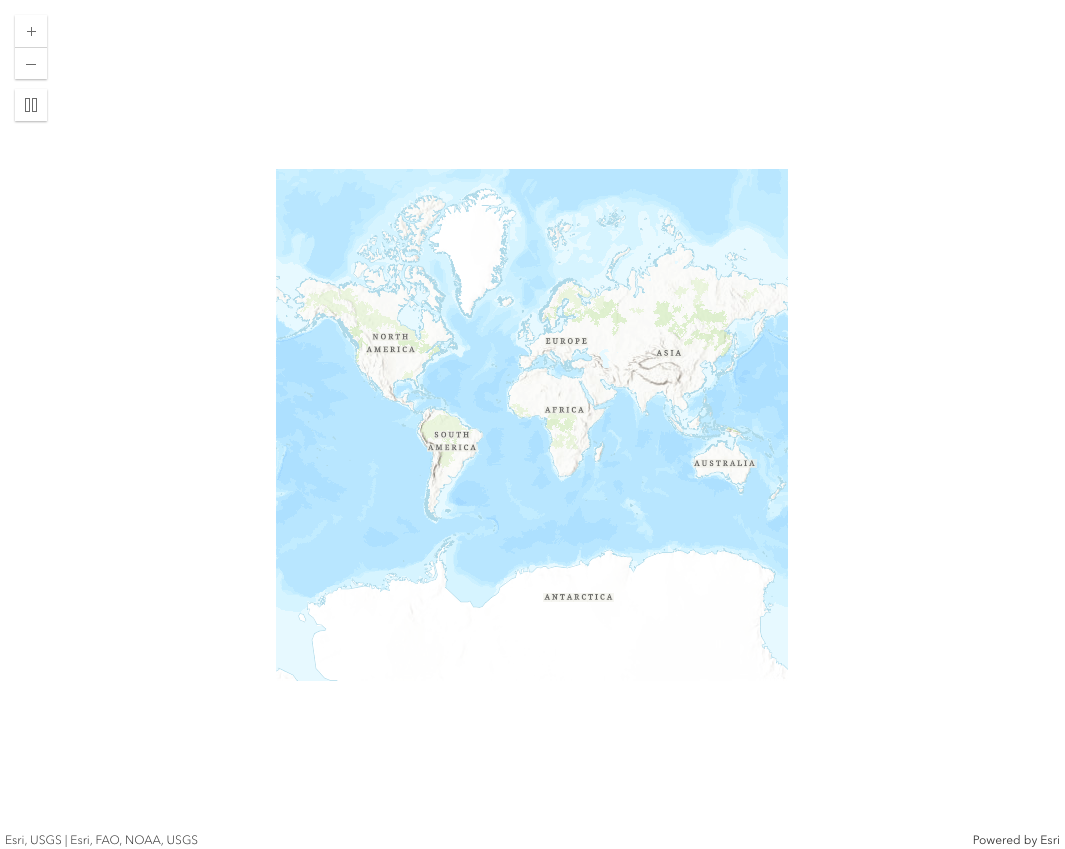 NORTH
AMERICA
EUROPE
ASIA
AFRICA
SOUTH
AMERICA
AUSTRALIA
ANTARCTICA
Esri, USGS | Esri, FAO, NOAA, USGS
Powered by Esri